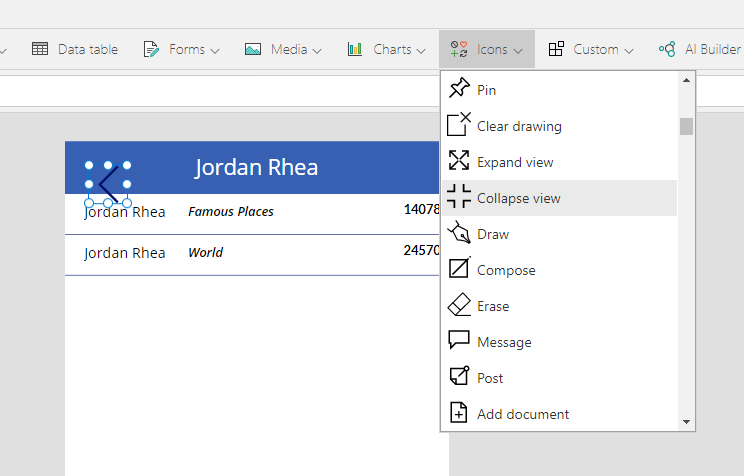 Data table Forms Media Charts Icons Custom AI Builder
Pin
Clear drawing
Expand view
Collapse view
Draw
Compose
Erase
Message
Post
Add document
Jordan Rhea
Jordan Rhea Famous Places 14078
Jordan Rhea World 24570